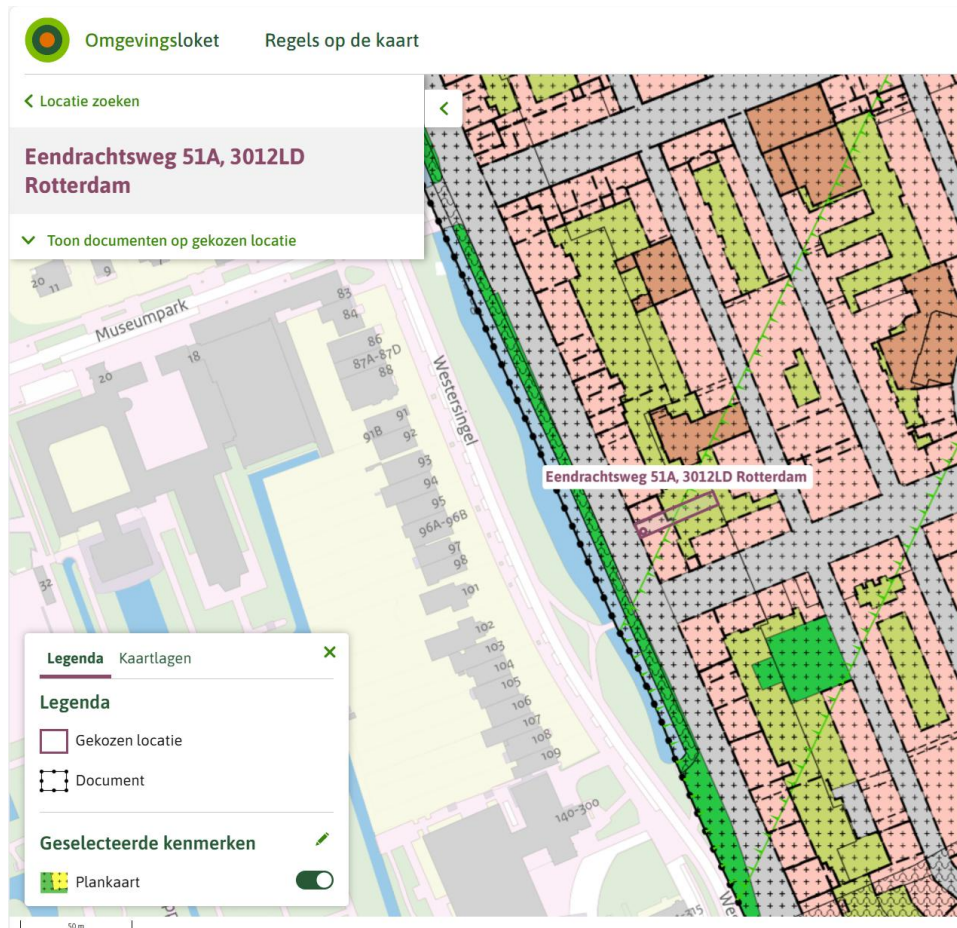 Omgevingsloket
Regels op de kaart
Locatie zoeken
Eendrachtsweg 51A, 3012LD
Rotterdam
Toon documenten op gekozen locatie
20
11
9
Museumpark
83
84
86
87A-87D
88
18
20
Westersingel
91
91B
92
93
94
95
96A-96B
97
98
Eendrachtsweg 51A, 3012LD Rotterdam
32
101
102
103
104
105
106
107
108
109
140-300
-315
Legenda
Kaartlagen
Legenda
Gekozen locatie
Document
Geselecteerde kenmerken
Plankaart
50 m